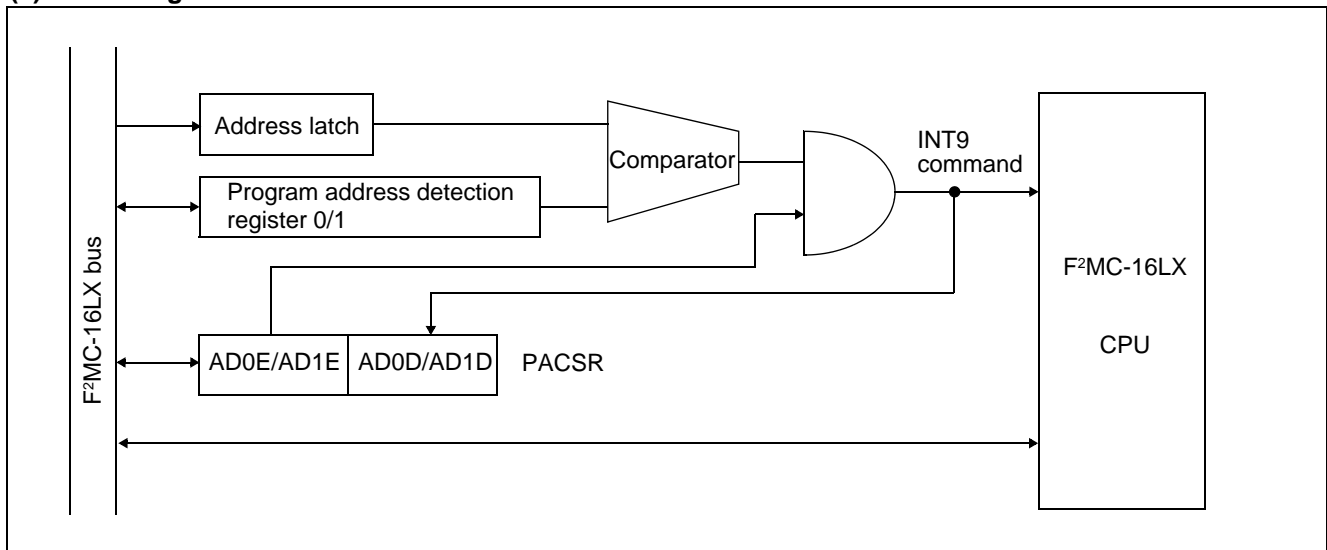 Address latch
Comparator
INT9
command
Program address detection
register 0/1
F²MC-16LX bus
F²MC-16LX
CPU
AD0E/AD1E
AD0D/AD1D
PACSR